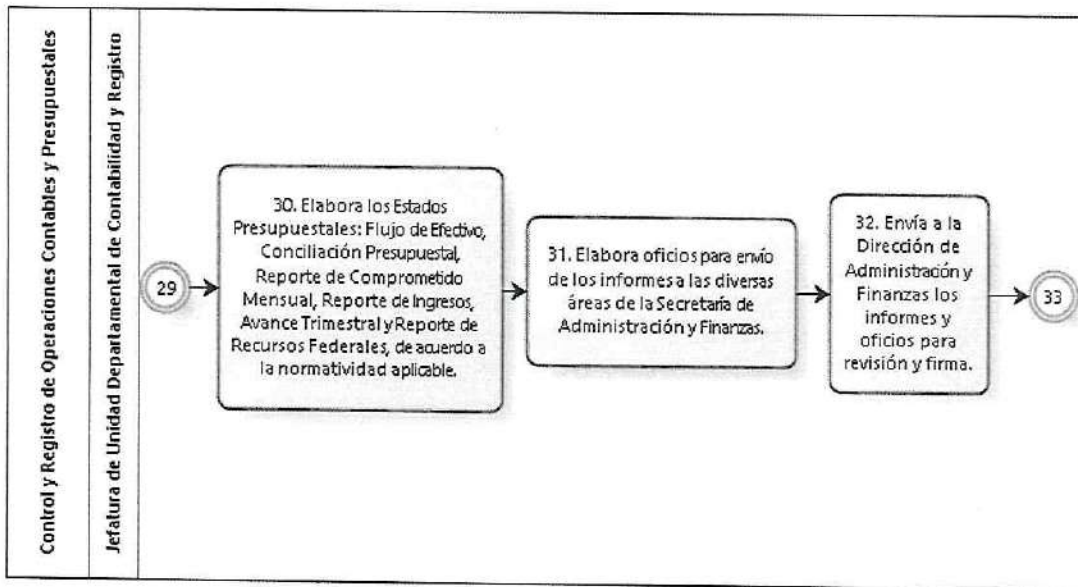 Control y Registro de Operaciones Contables y Presupuestales
Jefatura de Unidad Departamental de Contabilidad y Registro
29
30. Elabora los Estados
Presupuestales: Flujo de Efectivo,
Conciliación Presupuestal,
Reporte de Comprometido
Mensual, Reporte de Ingresos,
Avance Trimestral y Reporte de
Recursos Federales, de acuerdo a
la normatividad aplicable.
31. Elabora oficios para envío
de los informes a las diversas
áreas de la Secretaría de
Administración y Finanzas.
32. Envía a la
Dirección de
Administración y
Finanzas los
informes y
oficios para
revisión y firma.
33